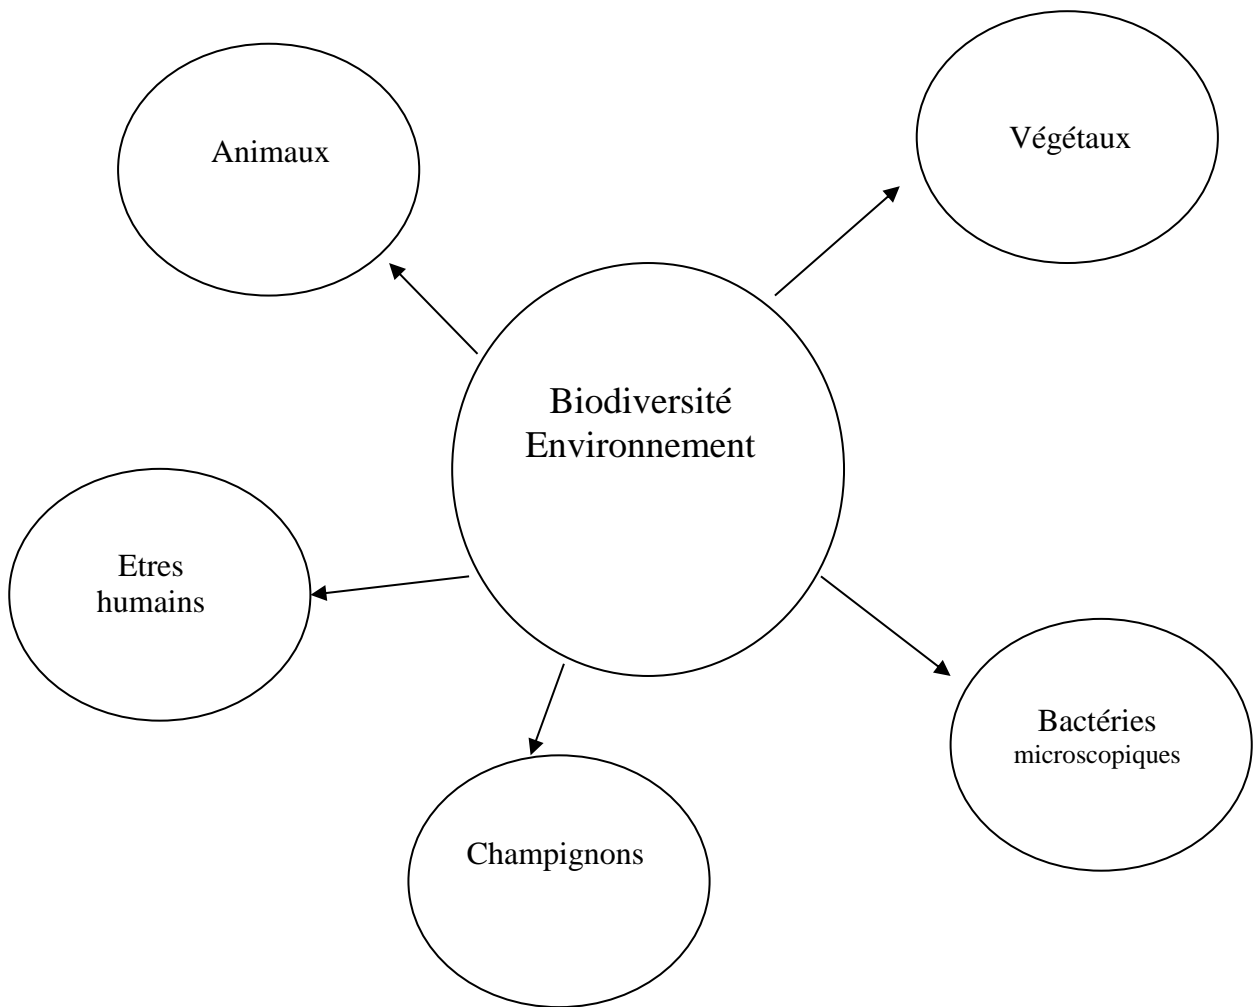 Animaux
Végétaux
Biodiversité
Environnement
Etres
humains
Bactéries
microscopiques
Champignons